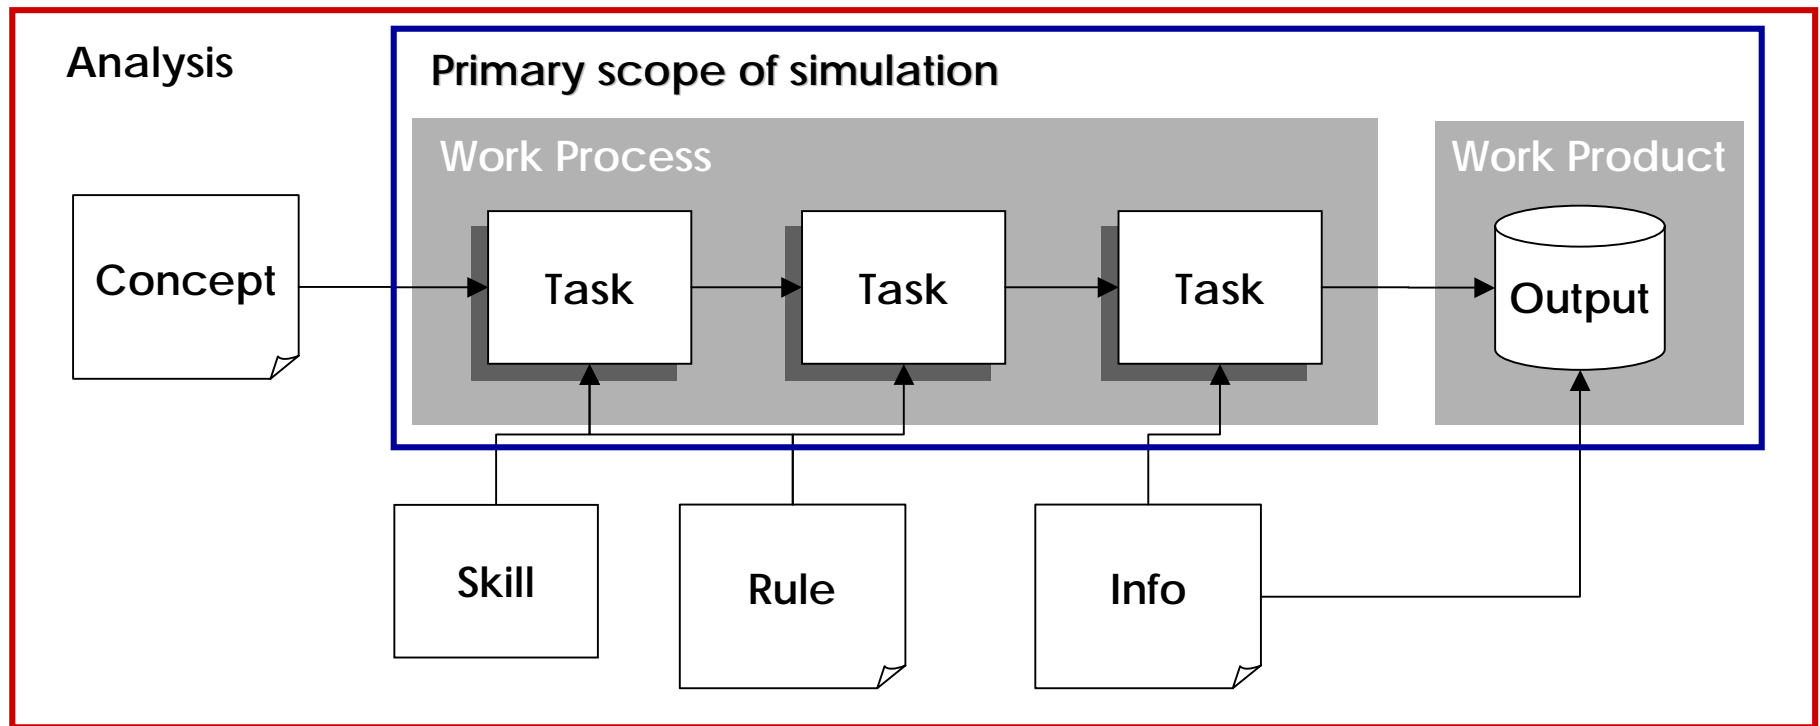 Analysis
Primary scope of simulation
Work Process
Work Product
Concept
Task
Task
Task
Output
Skill
Rule
Info